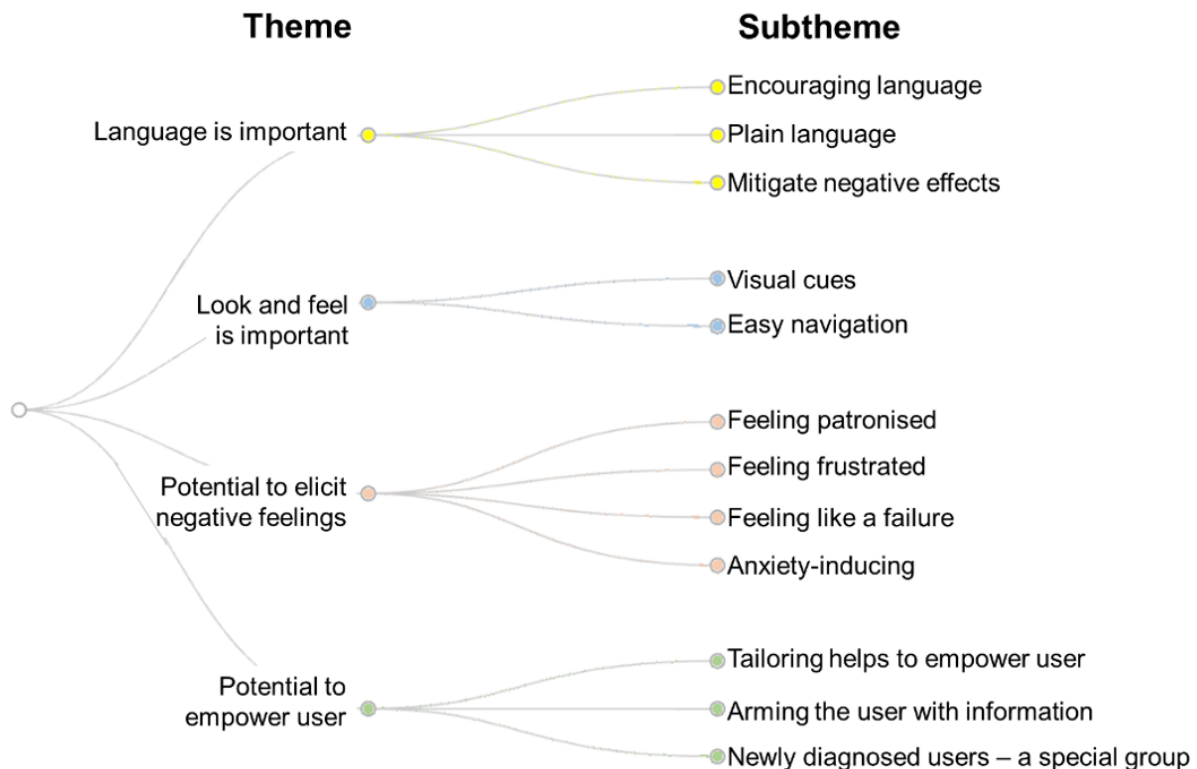 Theme
Subtheme
Language is important
Encouraging language
Plain language
Mitigate negative effects
Look and feel
is important
Visual cues
Easy navigation
Potential to elicit
negative feelings
Feeling patronised
Feeling frustrated
Feeling like a failure
Anxiety-inducing
Potential to
empower user
Tailoring helps to empower user
Arming the user with information
Newly diagnosed users – a special group